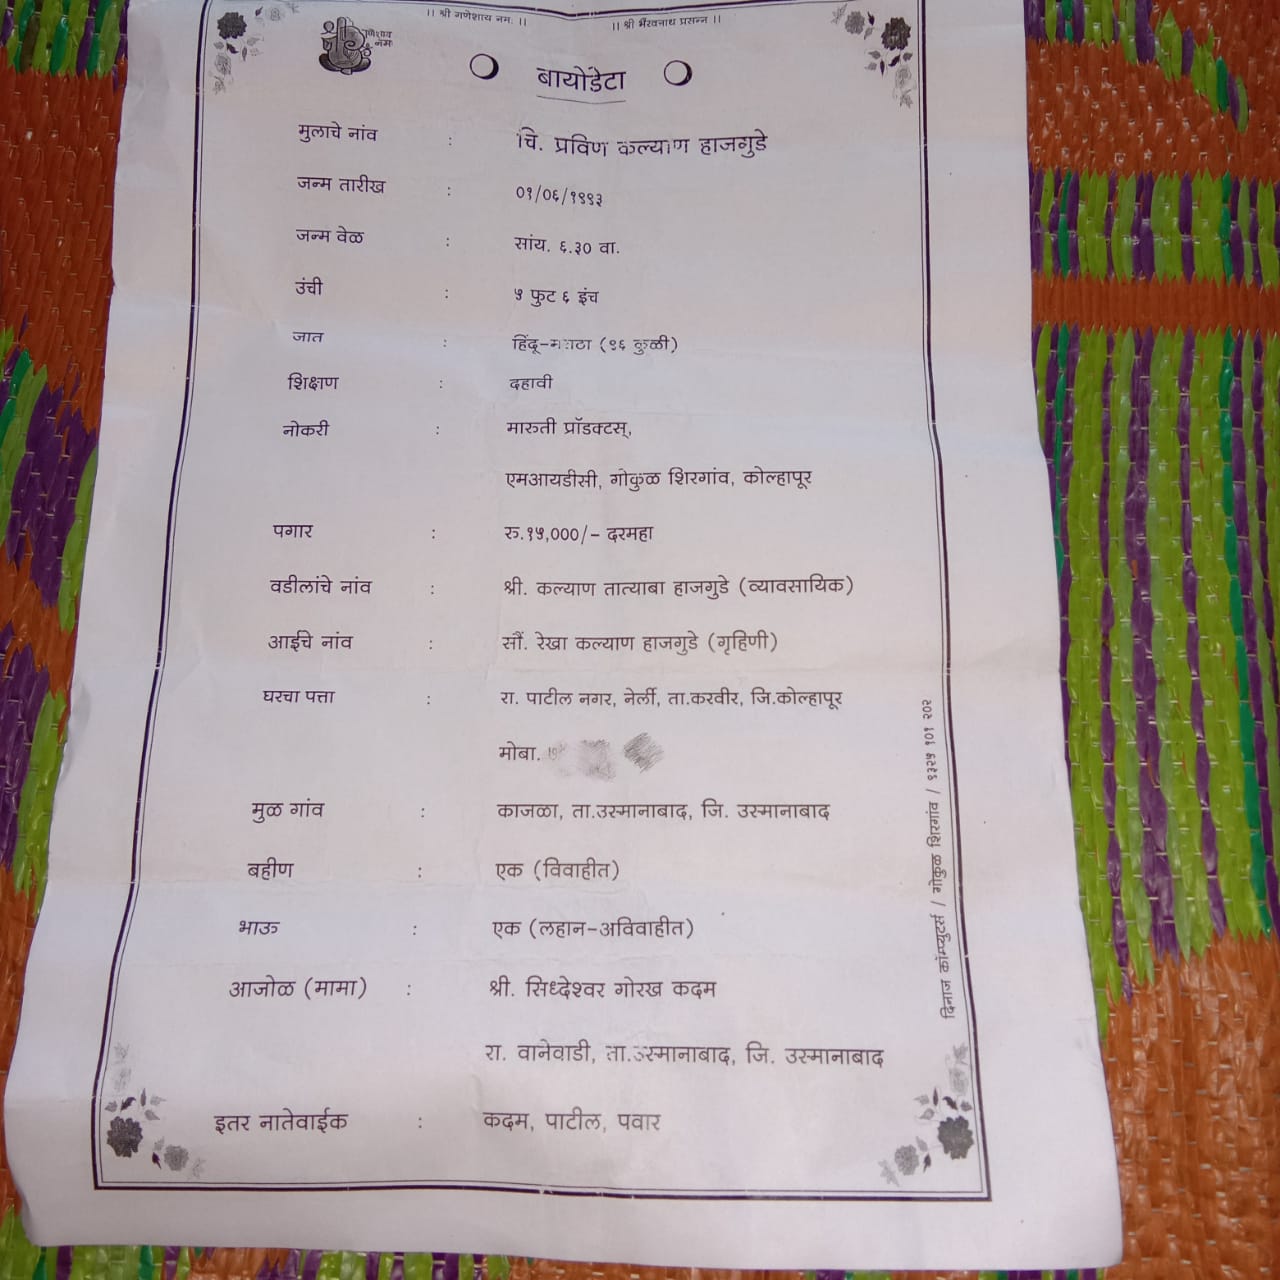 || श्री गणेशाय नमः ||
|| श्री भैरवनाथ प्रसन्न ||
बायोडेटा
मुलाचे नांव : चि. प्रविण कल्याण हाजगुडे
जन्म तारीख : ०१/०६/१९९३
जन्म वेळ : सांय. ६.३० वा.
उंची : ५ फुट ६ इंच
जात : हिंदू-मराठा (९६ कुळी)
शिक्षण : दहावी
नोकरी : मारुती प्रॉडक्टस्,
एमआयडीसी, गोकुळ शिरगांव, कोल्हापूर
पगार : रु.१५,०००/- दरमहा
वडीलांचे नांव : श्री. कल्याण तात्याबा हाजगुडे (व्यावसायिक)
आईचे नांव : सौं. रेखा कल्याण हाजगुडे (गृहिणी)
घरचा पत्ता : रा. पाटील नगर, नेर्ली, ता.करवीर, जि.कोल्हापूर
मोबा.
मुळ गांव : काजळा, ता.उस्मानाबाद, जि. उस्मानाबाद
बहीण : एक (विवाहीत)
भाऊ : एक (लहान-अविवाहीत)
आजोळ (मामा) : श्री. सिध्देश्वर गोरख कदम
रा. वानेवाडी, ता.उस्मानाबाद, जि. उस्मानाबाद
इतर नातेवाईक : कदम, पाटील, पवार
दिनाज कॉम्प्युटर्स / गोकुळ शिरगांव / ९३२५ १०१ २०२